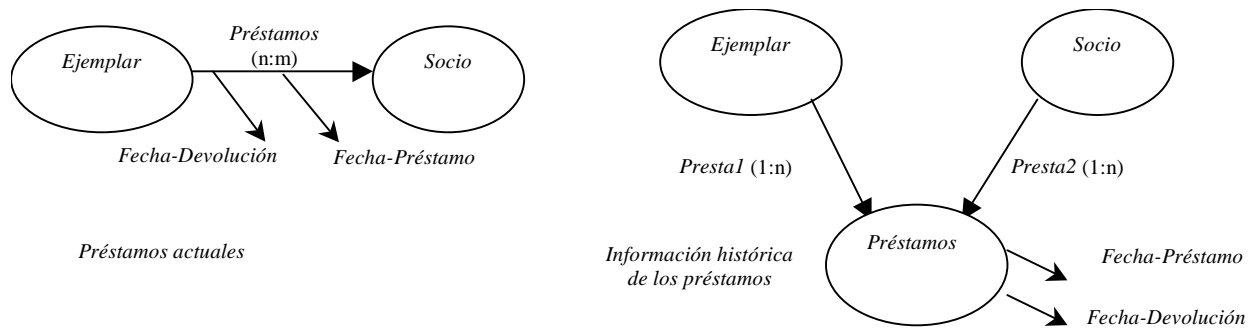 Ejemplar
Préstamos
(n:m)
Socio
Fecha-Devolución
Fecha-Préstamo
Préstamos actuales
Ejemplar
Socio
Presta1 (1:n)
Presta2 (1:n)
Préstamos
Información histórica
de los préstamos
Fecha-Préstamo
Fecha-Devolución